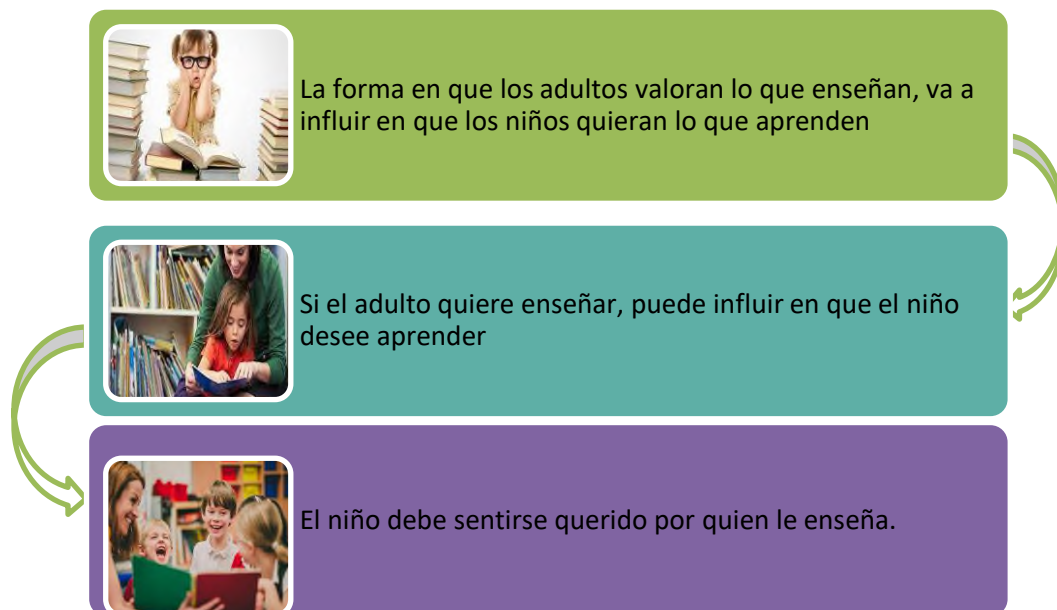 La forma en que los adultos valoran lo que enseñan, va a
influir en que los niños quieran lo que aprenden
Si el adulto quiere enseñar, puede influir en que el niño
desee aprender
El niño debe sentirse querido por quien le enseña.